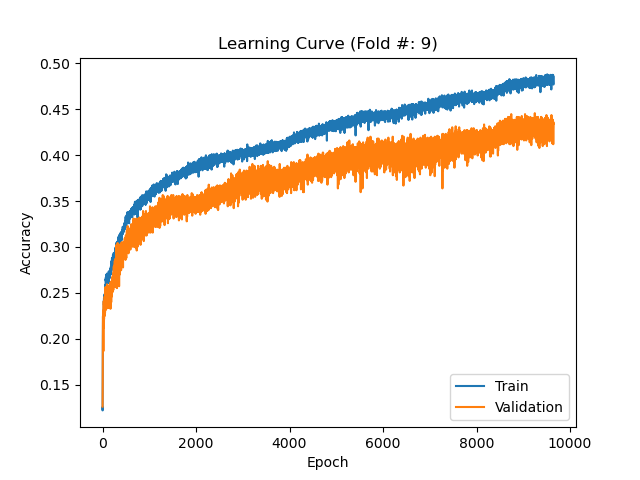 Learning Curve (Fold #: 9)
0.50
0.45
0.40
0.35
0.30
0.25
0.20
0.15
Accuracy
0 2000 4000 6000 8000 10000
Epoch
Train
Validation